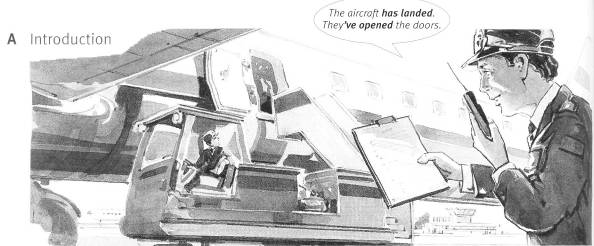 The aircraft has landed.
They've opened the doors.
A Introduction